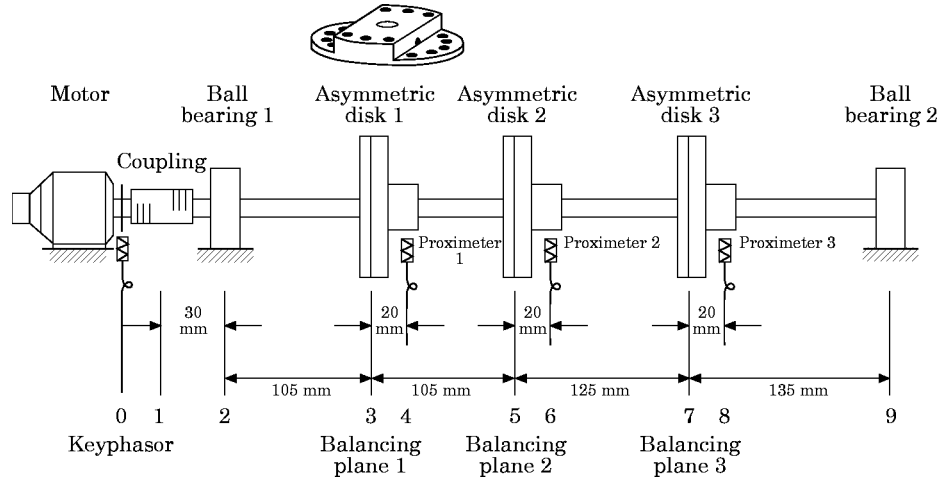 Motor
Ball
bearing 1
Asymmetric
disk 1
Asymmetric
disk 2
Asymmetric
disk 3
Ball
bearing 2
Coupling
Proximeter
1
Proximeter 2
Proximeter 3
30
mm
20
mm
20
mm
20
mm
105 mm
105 mm
125 mm
135 mm
0 1 2 3 4 5 6 7 8 9
Keyphasor
Balancing
plane 1
Balancing
plane 2
Balancing
plane 3